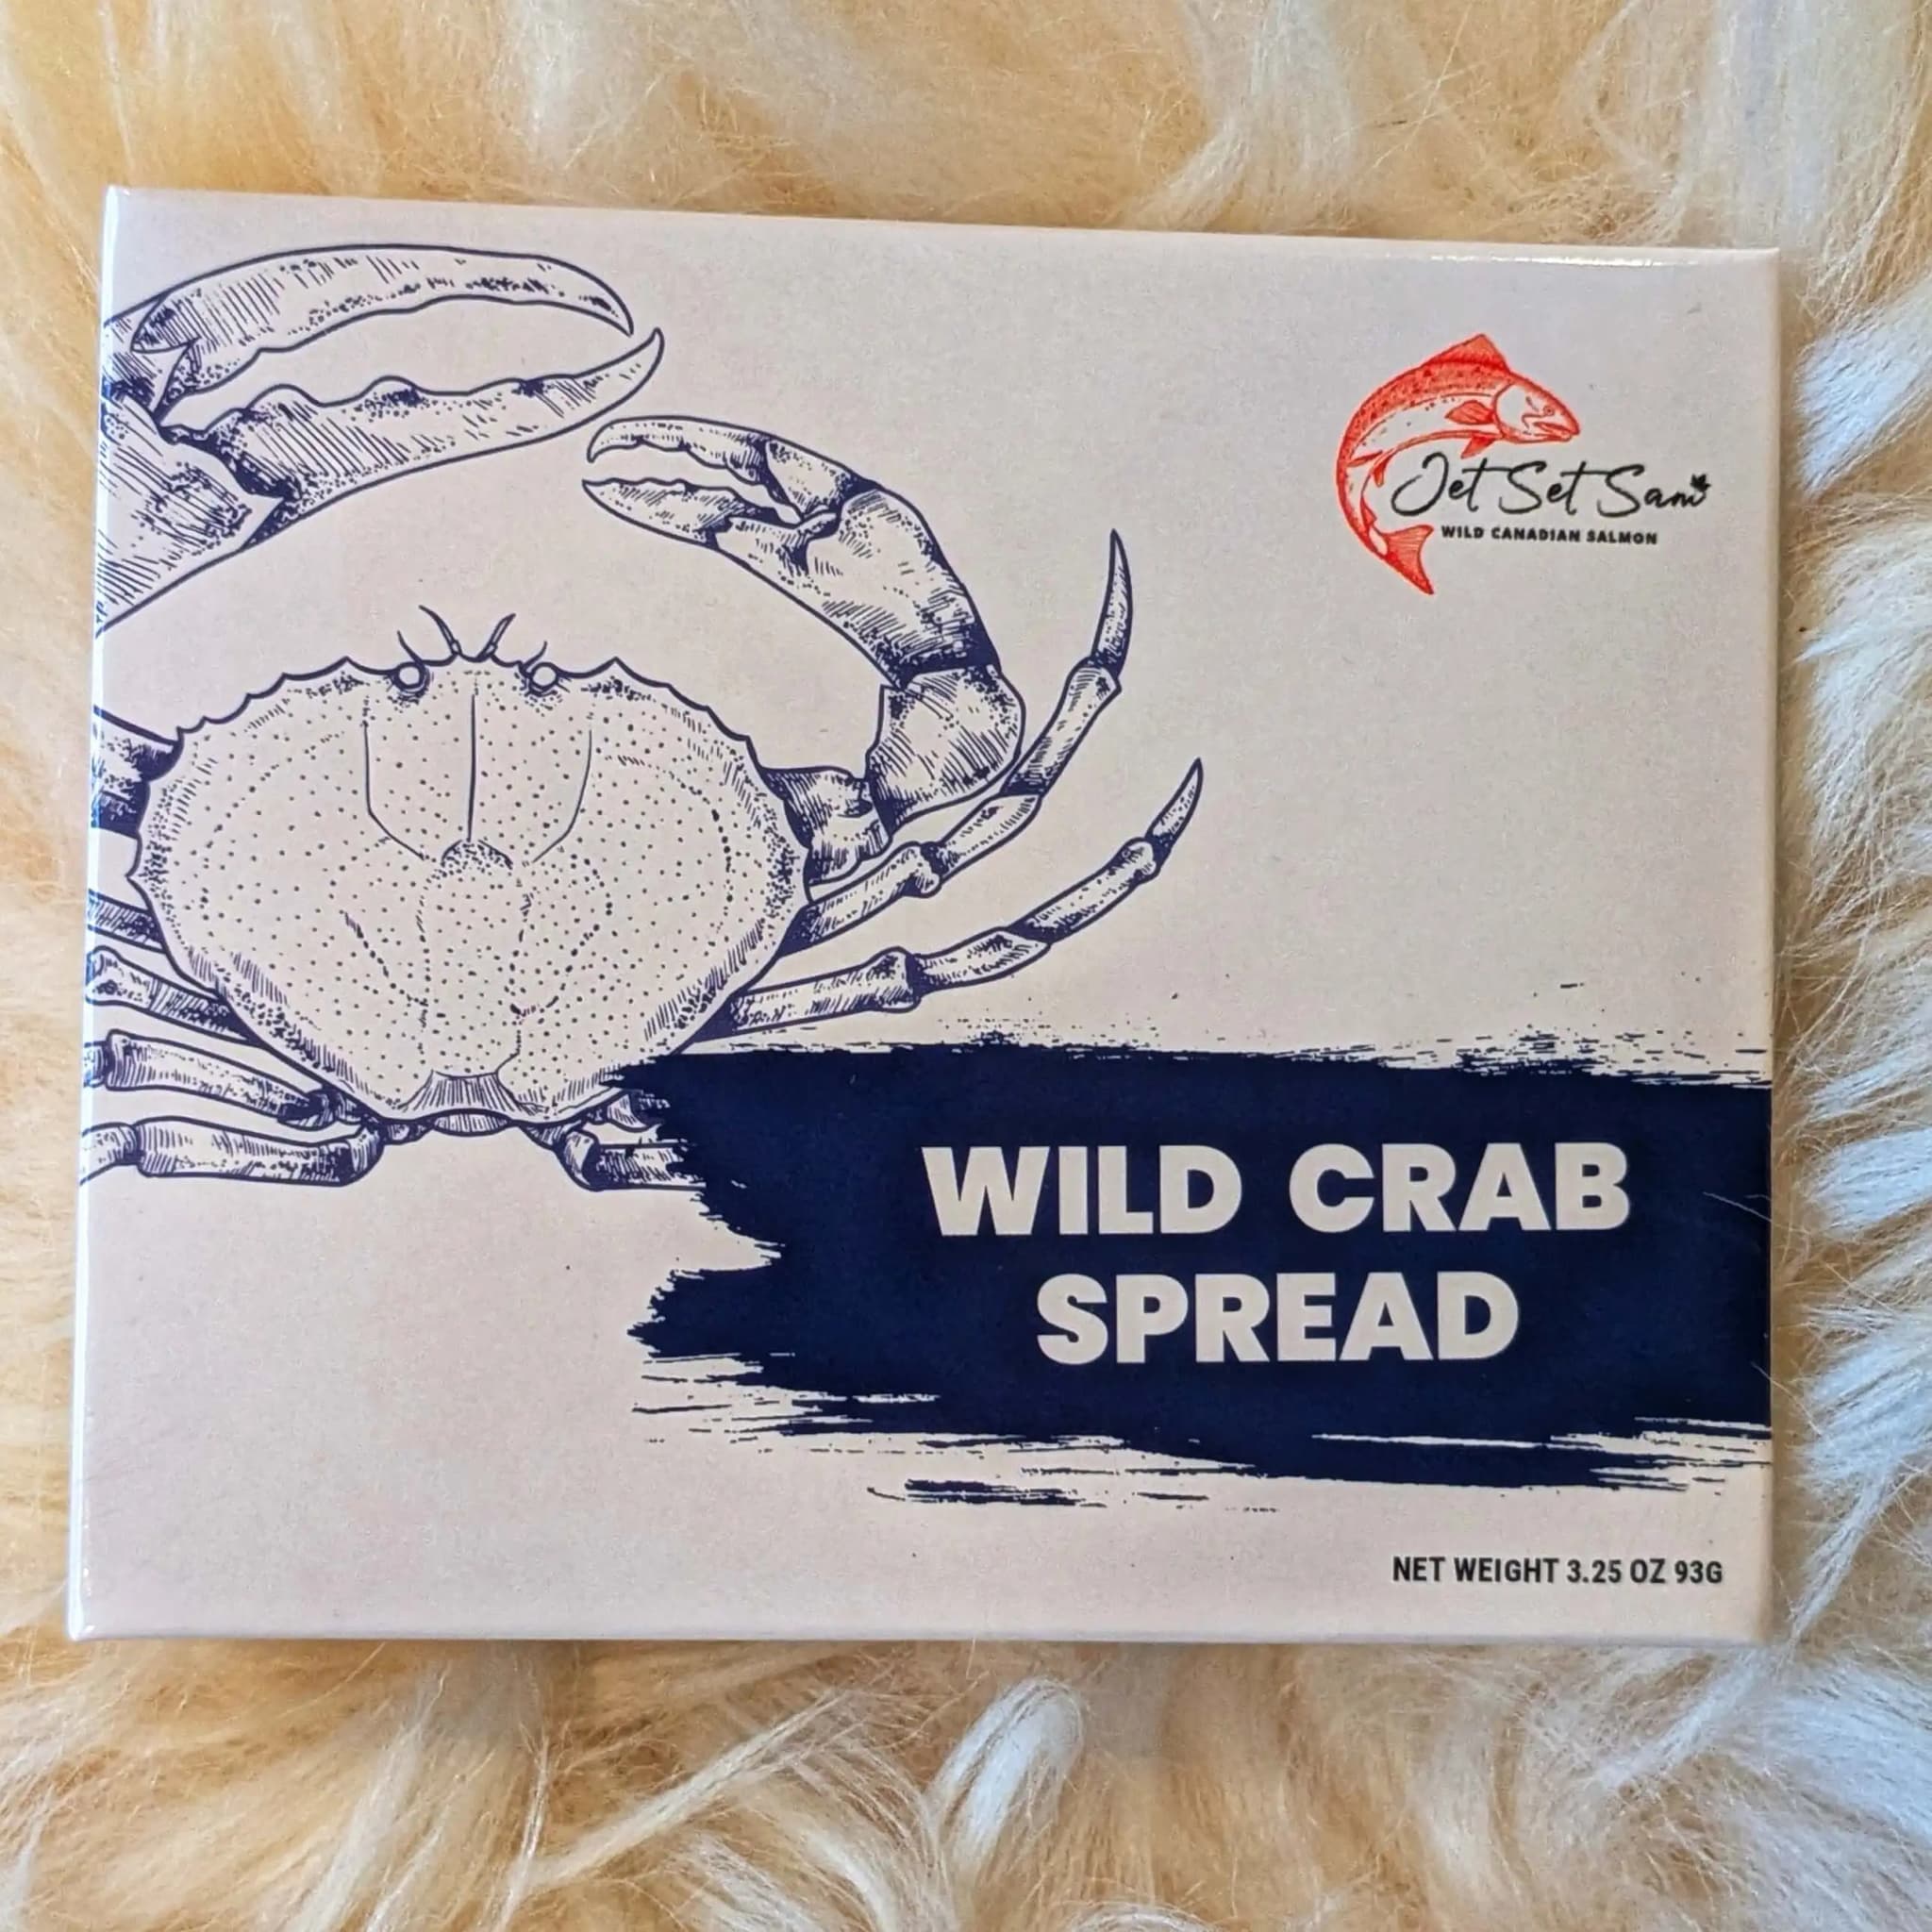 Jet Set Sam
WILD CANADIAN SALMON
WILD CRAB
SPREAD
NET WEIGHT 3.25 OZ 93G